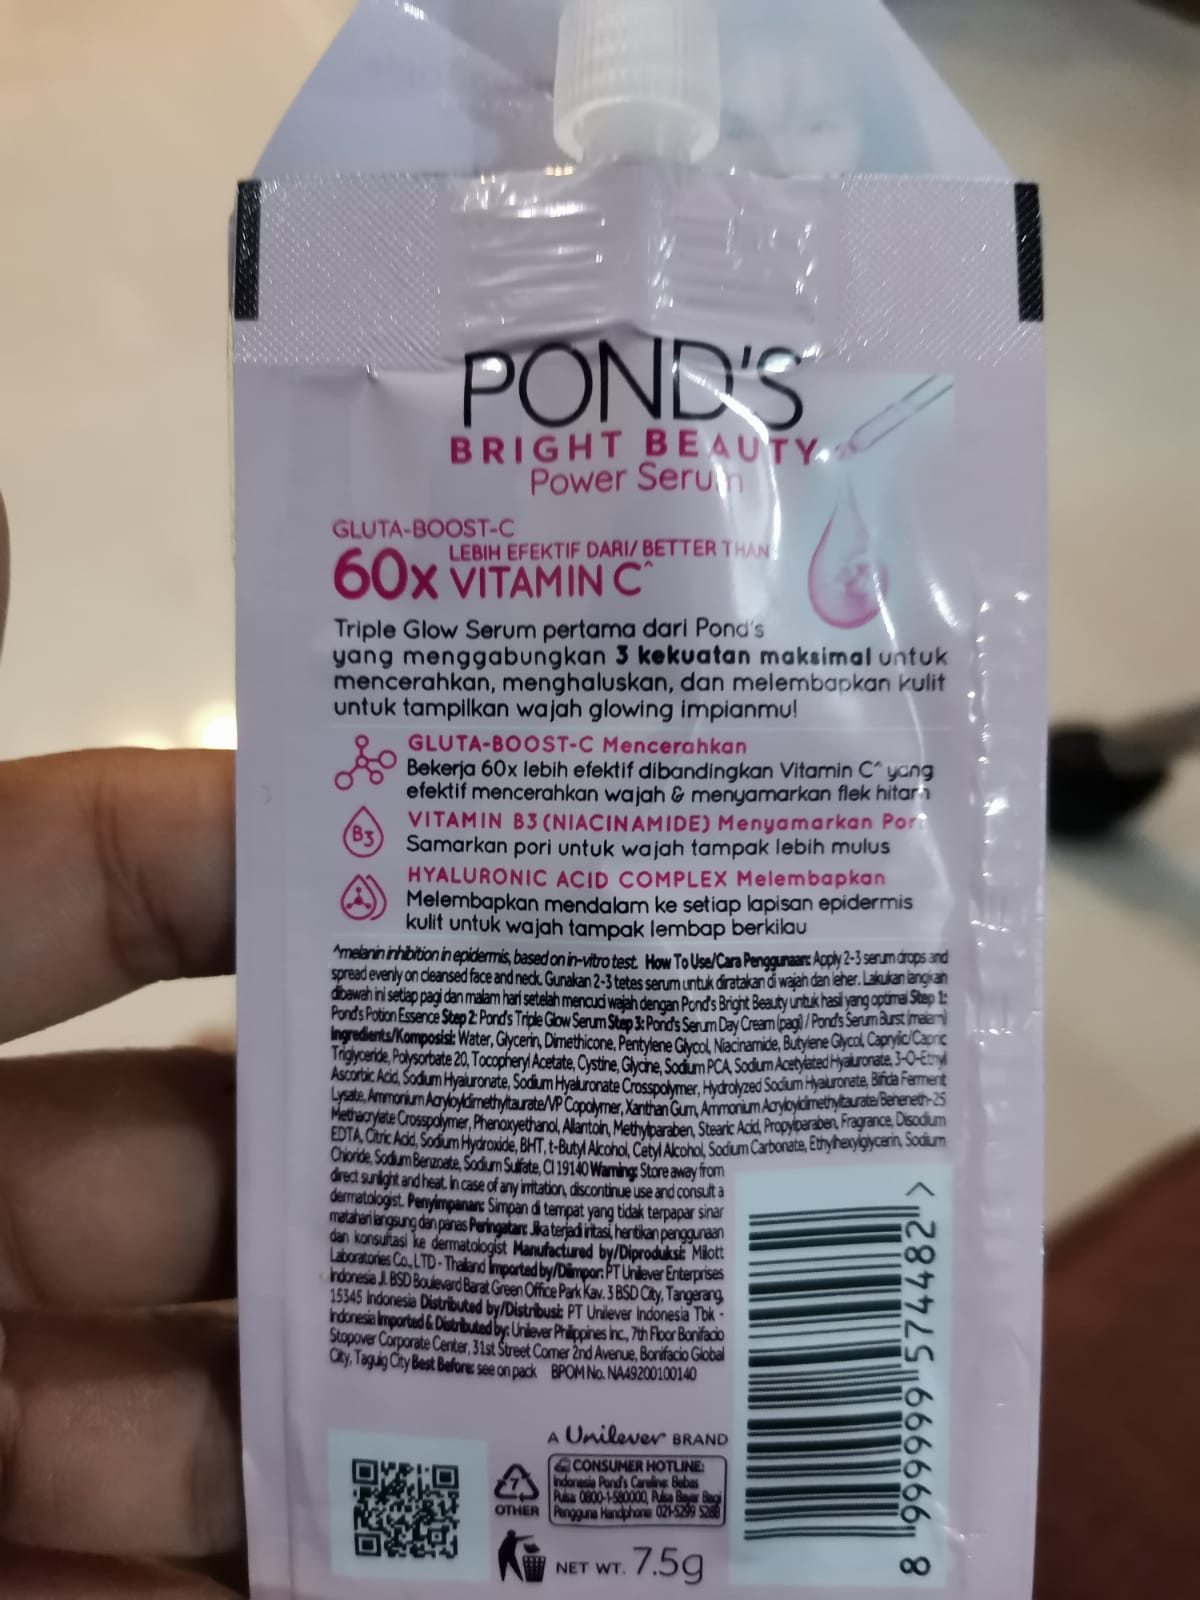 POND'S
BRIGHT BEAUTY
Power Serum
GLUTA-BOOST-C
60x LEBIH EFEKTIF DARI/ BETTER THAN
VITAMIN C^
Triple Glow Serum pertama dari Pond's
yang menggabungkan 3 kekuatan maksimal untuk
mencerahkan, menghaluskan, dan melembapkan kulit
untuk tampilkan wajah glowing impianmu!
GLUTA-BOOST-C Mencerahkan
Bekerja 60x lebih efektif dibandingkan Vitamin C^ yang
efektif mencerahkan wajah & menyamarkan flek hitam
B3
VITAMIN B3 (NIACINAMIDE) Menyamarkan Pori
Samarkan pori untuk wajah tampak lebih mulus
HYALURONIC ACID COMPLEX Melembapkan
Melembapkan mendalam ke setiap lapisan epidermis
kulit untuk wajah tampak lembap berkilau
^melanin inhibition in epidermis, based on in-vitro test. How To Use/Cara Penggunaan: Apply 2-3 serum drops and
spread evenly on cleansed face and neck. Gunakan 2-3 tetes serum untuk diratakan di wajah dan leher. Lakukan langkah
dibawah ini setiap pagi dan malam hari setelah mencuci wajah dengan Pond's Bright Beauty untuk hasil yang optimal Step 1:
Pond's Potion Essence Step 2: Pond's Triple Glow Serum Step 3: Pond's Serum Day Cream (pagi) / Pond's Serum Burst (malam)
Ingredients/Komposisi: Water, Glycerin, Dimethicone, Pentylene Glycol, Niacinamide, Butylene Glycol, Caprylic/Capric
Triglyceride, Polysorbate 20, Tocopheryl Acetate, Cystine, Glycine, Sodium PCA, Sodium Acetylated Hyaluronate, 3-O-Ethyl
Ascorbic Acid, Sodium Hyaluronate, Sodium Hyaluronate Crosspolymer, Hydrolyzed Sodium Hyaluronate, Bifida Ferment
Lysate, Ammonium Acryloyldimethyltaurate/VP Copolymer, Xanthan Gum, Ammonium Acryloyldimethyltaurate/Beheneth-25
Methacrylate Crosspolymer, Phenoxyethanol, Allantoin, Methylparaben, Stearic Acid, Propylparaben, Fragrance, Disodium
EDTA, Citric Acid, Sodium Hydroxide, BHT, t-Butyl Alcohol, Cetyl Alcohol, Sodium Carbonate, Ethylhexylglycerin, Sodium
Chloride, Sodium Benzoate, Sodium Sulfate, CI 19140 Warning: Store away from
direct sunlight and heat. In case of any irritation, discontinue use and consult a
dermatologist. Penyimpanan: Simpan di tempat yang tidak terpapar sinar
matahari langsung dan panas Peringatan: Jika terjadi iritasi, hentikan penggunaan
dan konsultasi ke dermatologist Manufactured by/Diproduksi: Milott
Laboratories Co., LTD - Thailand Imported by/Diimpor: PT Unilever Enterprises
Indonesia Jl. BSD Boulevard Barat Green Office Park Kav. 3 BSD City, Tangerang,
15345 Indonesia Distributed by/Distribusi: PT Unilever Indonesia Tbk -
Indonesia Imported & Distributed by: Unilever Philippines Inc., 7th Floor Bonifacio
Stopover Corporate Center, 31st Street Corner 2nd Avenue, Bonifacio Global
City, Taguig City Best Before: see on pack BPOM No. NA49200100140
A Unilever BRAND
7
OTHER
CONSUMER HOTLINE:
Indonesia Pond's Careline: Bebas
Pulsa: 0800-1-580000, Pulsa Bayar Bagi
Pengguna Handphone: 021-5299 5288
NET WT. 7.5g
8 999999 574482 >